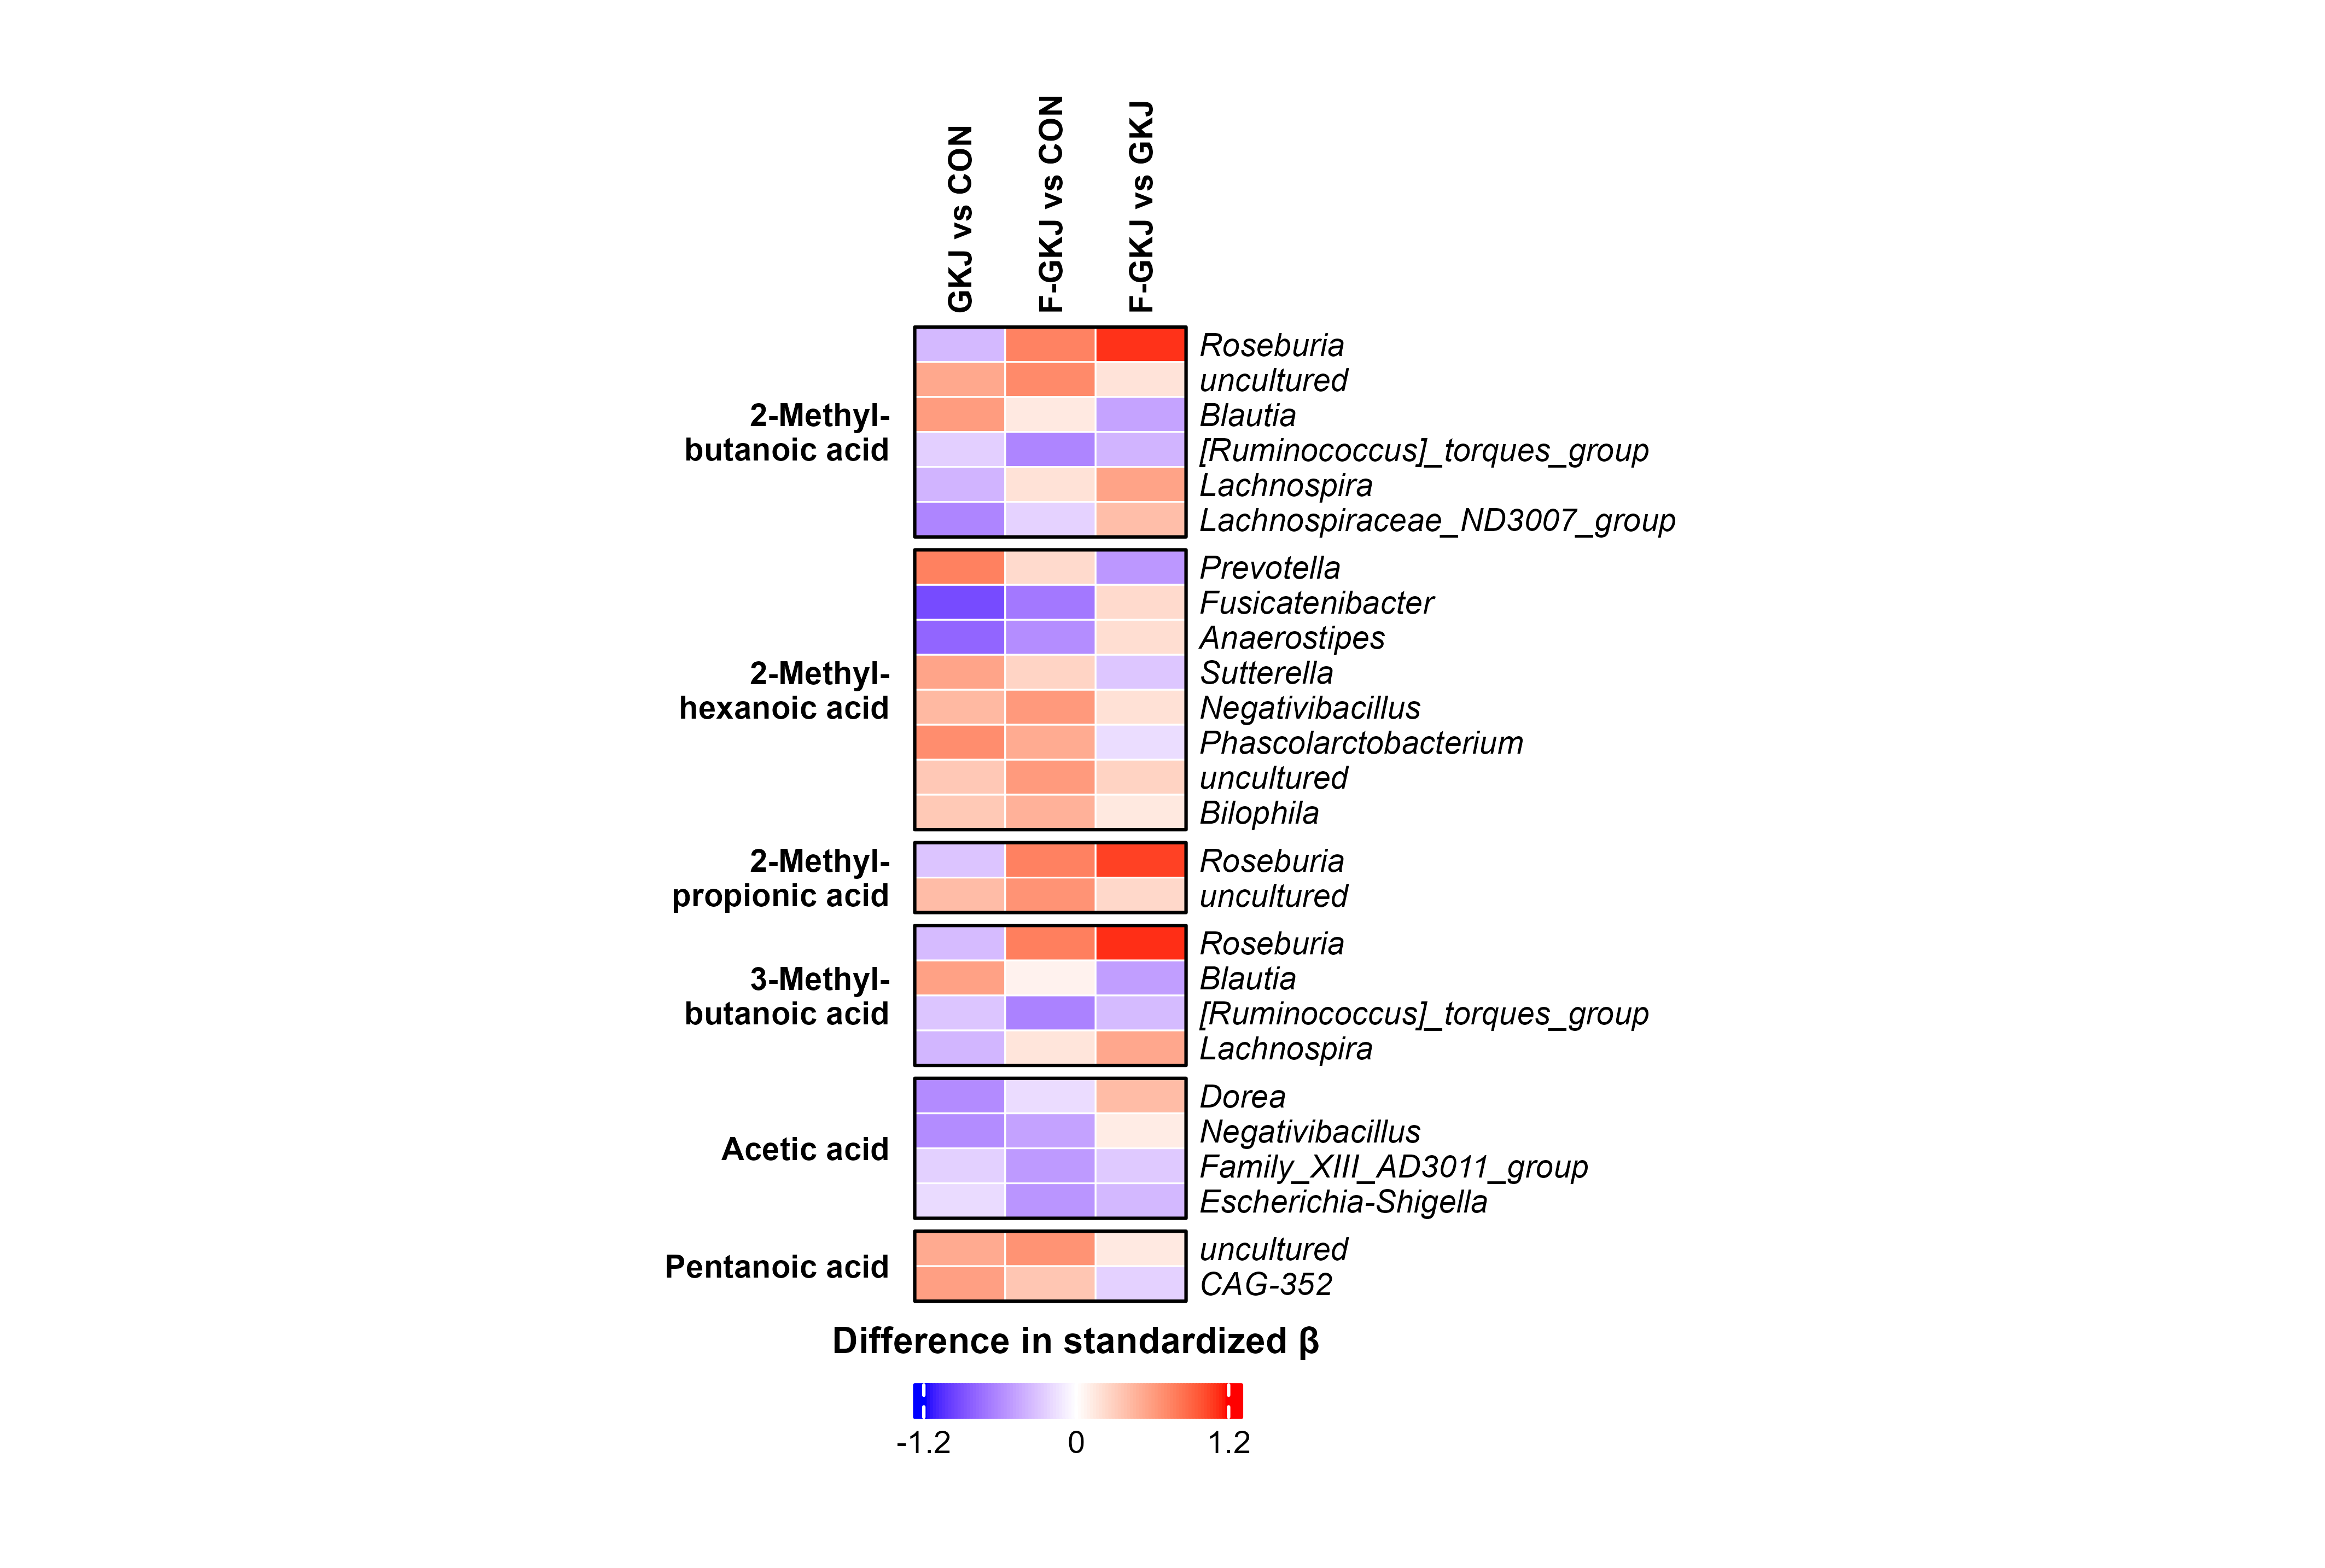 GKJ vs CON
F-GKJ vs CON
F-GKJ vs GKJ
2-Methyl-
butanoic acid
Roseburia
uncultured
Blautia
[Ruminococcus]_torques_group
Lachnospira
Lachnospiraceae_ND3007_group
2-Methyl-
hexanoic acid
Prevotella
Fusicatenibacter
Anaerostipes
Sutterella
Negativibacillus
Phascolarctobacterium
uncultured
Bilophila
2-Methyl-
propionic acid
Roseburia
uncultured
3-Methyl-
butanoic acid
Roseburia
Blautia
[Ruminococcus]_torques_group
Lachnospira
Acetic acid
Dorea
Negativibacillus
Family_XIII_AD3011_group
Escherichia-Shigella
Pentanoic acid
uncultured
CAG-352
Difference in standardized β
-1.2 0 1.2